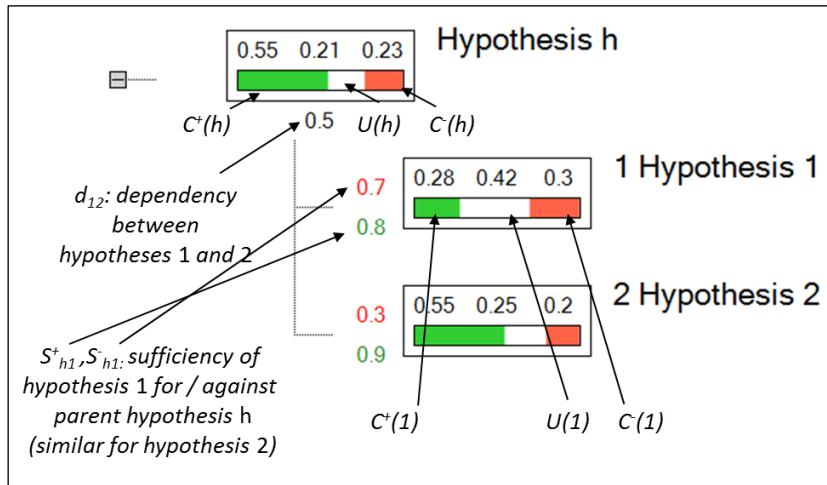 Hypothesis h
0.55 0.21 0.23
C⁺(h) U(h) C⁻(h)
0.5
1 Hypothesis 1
0.7 0.28 0.42 0.3
0.8
d₁₂: dependency
between
hypotheses 1 and 2
2 Hypothesis 2
0.3 0.55 0.25 0.2
0.9
S⁺ₕ₁,S⁻ₕ₁: sufficiency of
hypothesis 1 for / against
parent hypothesis h
(similar for hypothesis 2)
C⁺(1) U(1) C⁻(1)